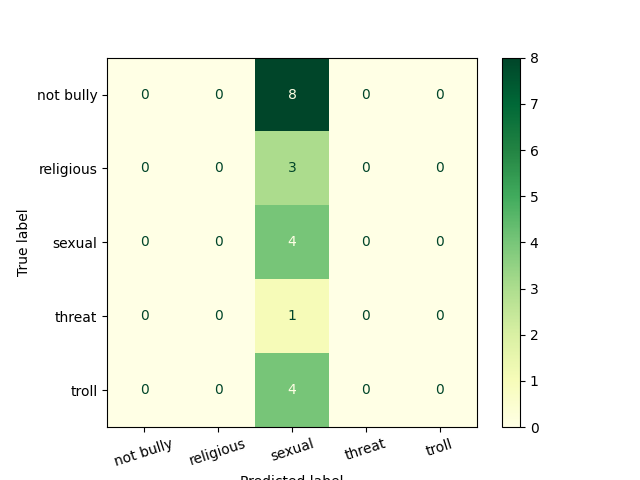 not bully 0 0 8 0 0
religious 0 0 3 0 0
sexual 0 0 4 0 0
threat 0 0 1 0 0
troll 0 0 4 0 0
not bully religious sexual threat troll
Predicted label
True label
8
7
6
5
4
3
2
1
0